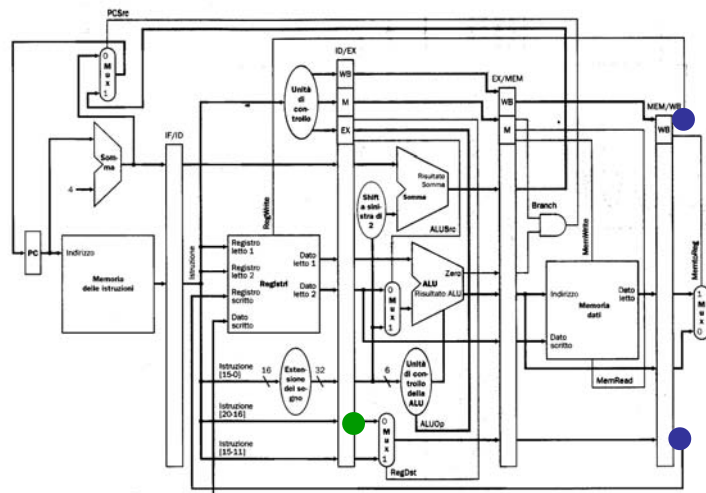 PCSrc
0
M
u
x
1
ID/EX
WB
M
EX
Unità
di con-
trollo
EX/MEM
WB
M
MEM/WB
WB
IF/ID
Som-
ma
4
Shift
a sini-
stra di
2
Risultato
Somma
Somma
Branch
RegWrite
ALUSrc
MemWrite
MemtoReg
PC
Indirizzo
Memoria
delle istruzioni
Istruzione
Registro
letto 1
Registro
letto 2
Registro
scritto
Dato
scritto
Registri
Dato
letto 1
Dato
letto 2
0
M
u
x
1
Zero
ALU
Risultato ALU
Indirizzo
Dato
letto
Memoria
dati
Dato
scritto
1
M
u
x
0
MemRead
Istruzione
[15-0]
16
Esten-
sione
del segno
32
6
Unità di
controllo
della
ALU
ALUOp
Istruzione
[20-16]
Istruzione
[15-11]
0
M
u
x
1
RegDst